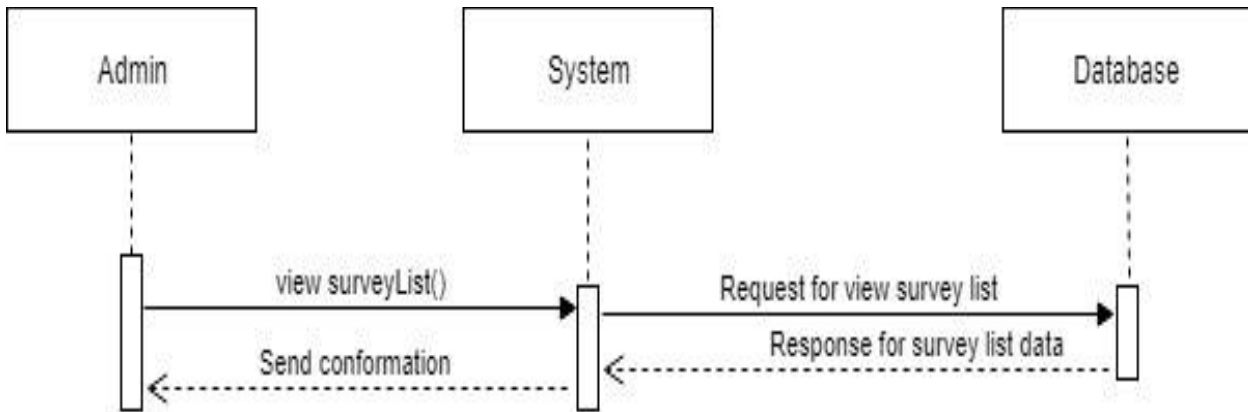 Admin
System
Database
view surveyList()
Request for view survey list
Response for survey list data
Send conformation